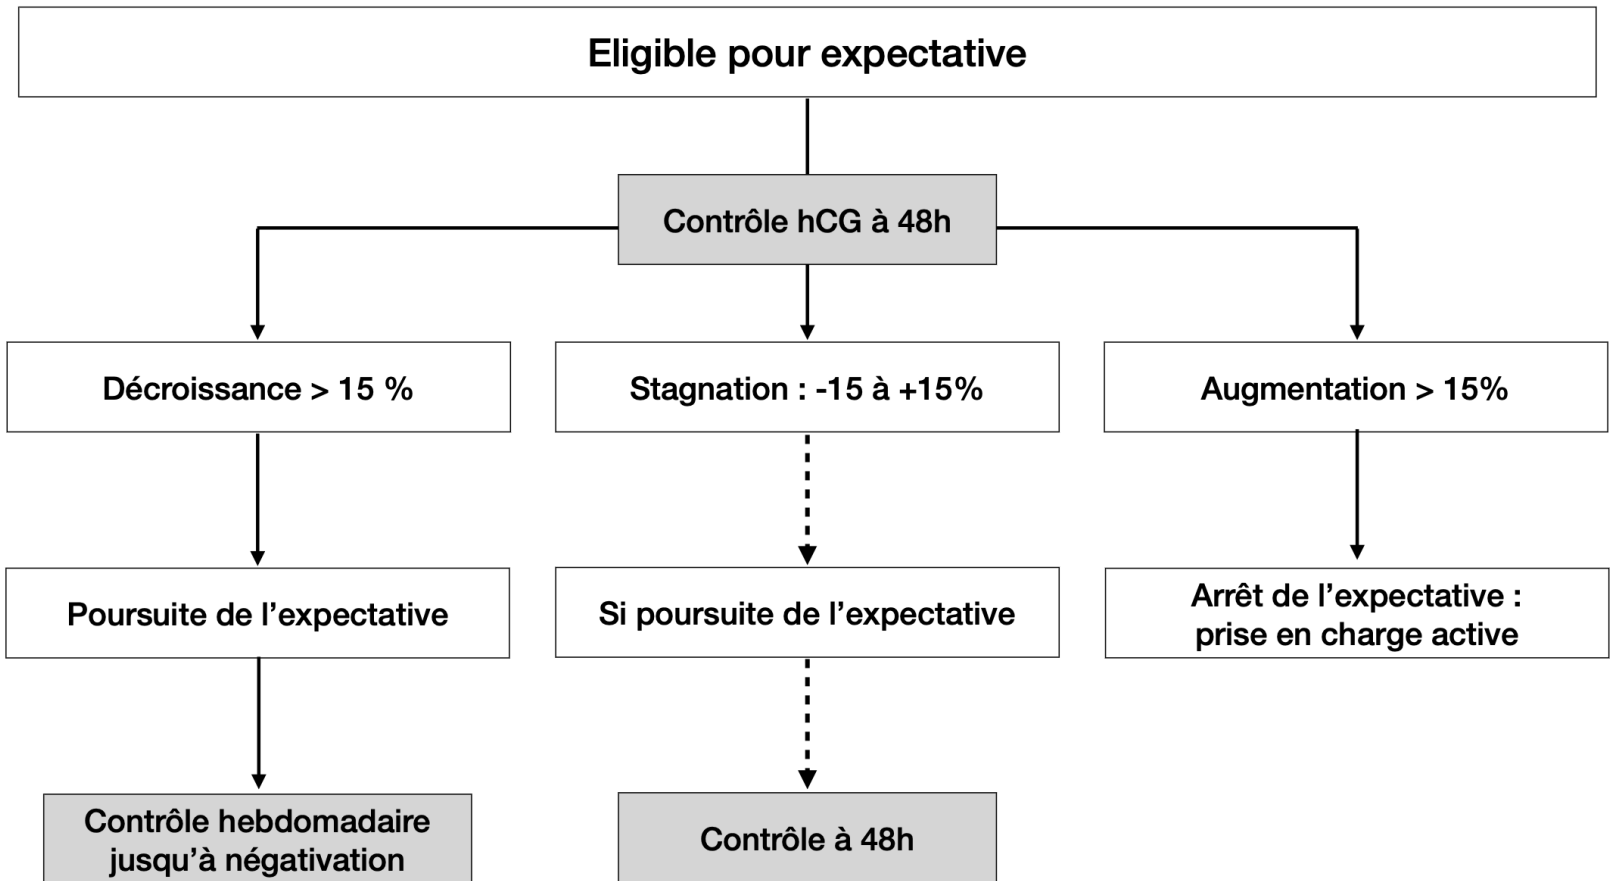 Eligible pour expectative
Contrôle hCG à 48h
Décroissance > 15 %
Stagnation : -15 à +15%
Augmentation > 15%
Poursuite de l’expectative
Si poursuite de l’expectative
Arrêt de l’expectative :
prise en charge active
Contrôle hebdomadaire
jusqu’à négativation
Contrôle à 48h